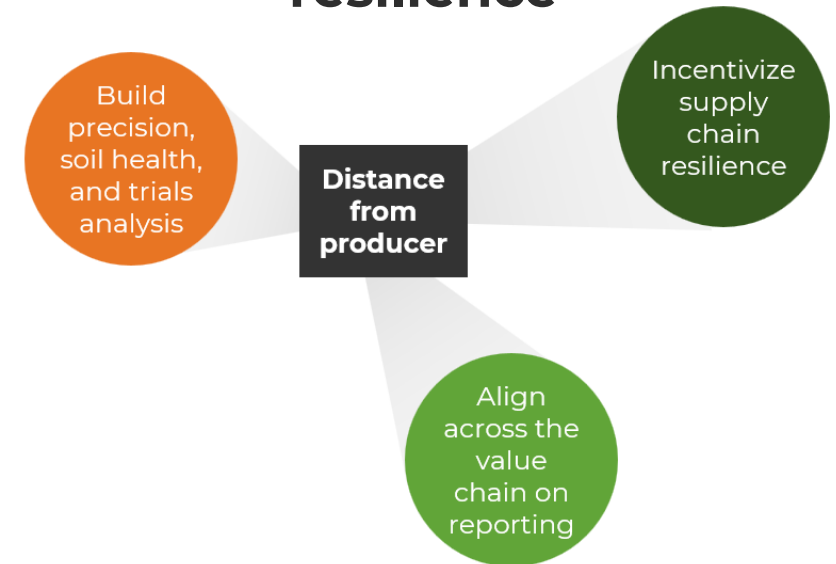 resilience
Build
precision,
soil health,
and trials
analysis
Distance
from
producer
Incentivize
supply
chain
resilience
Align
across the
value
chain on
reporting